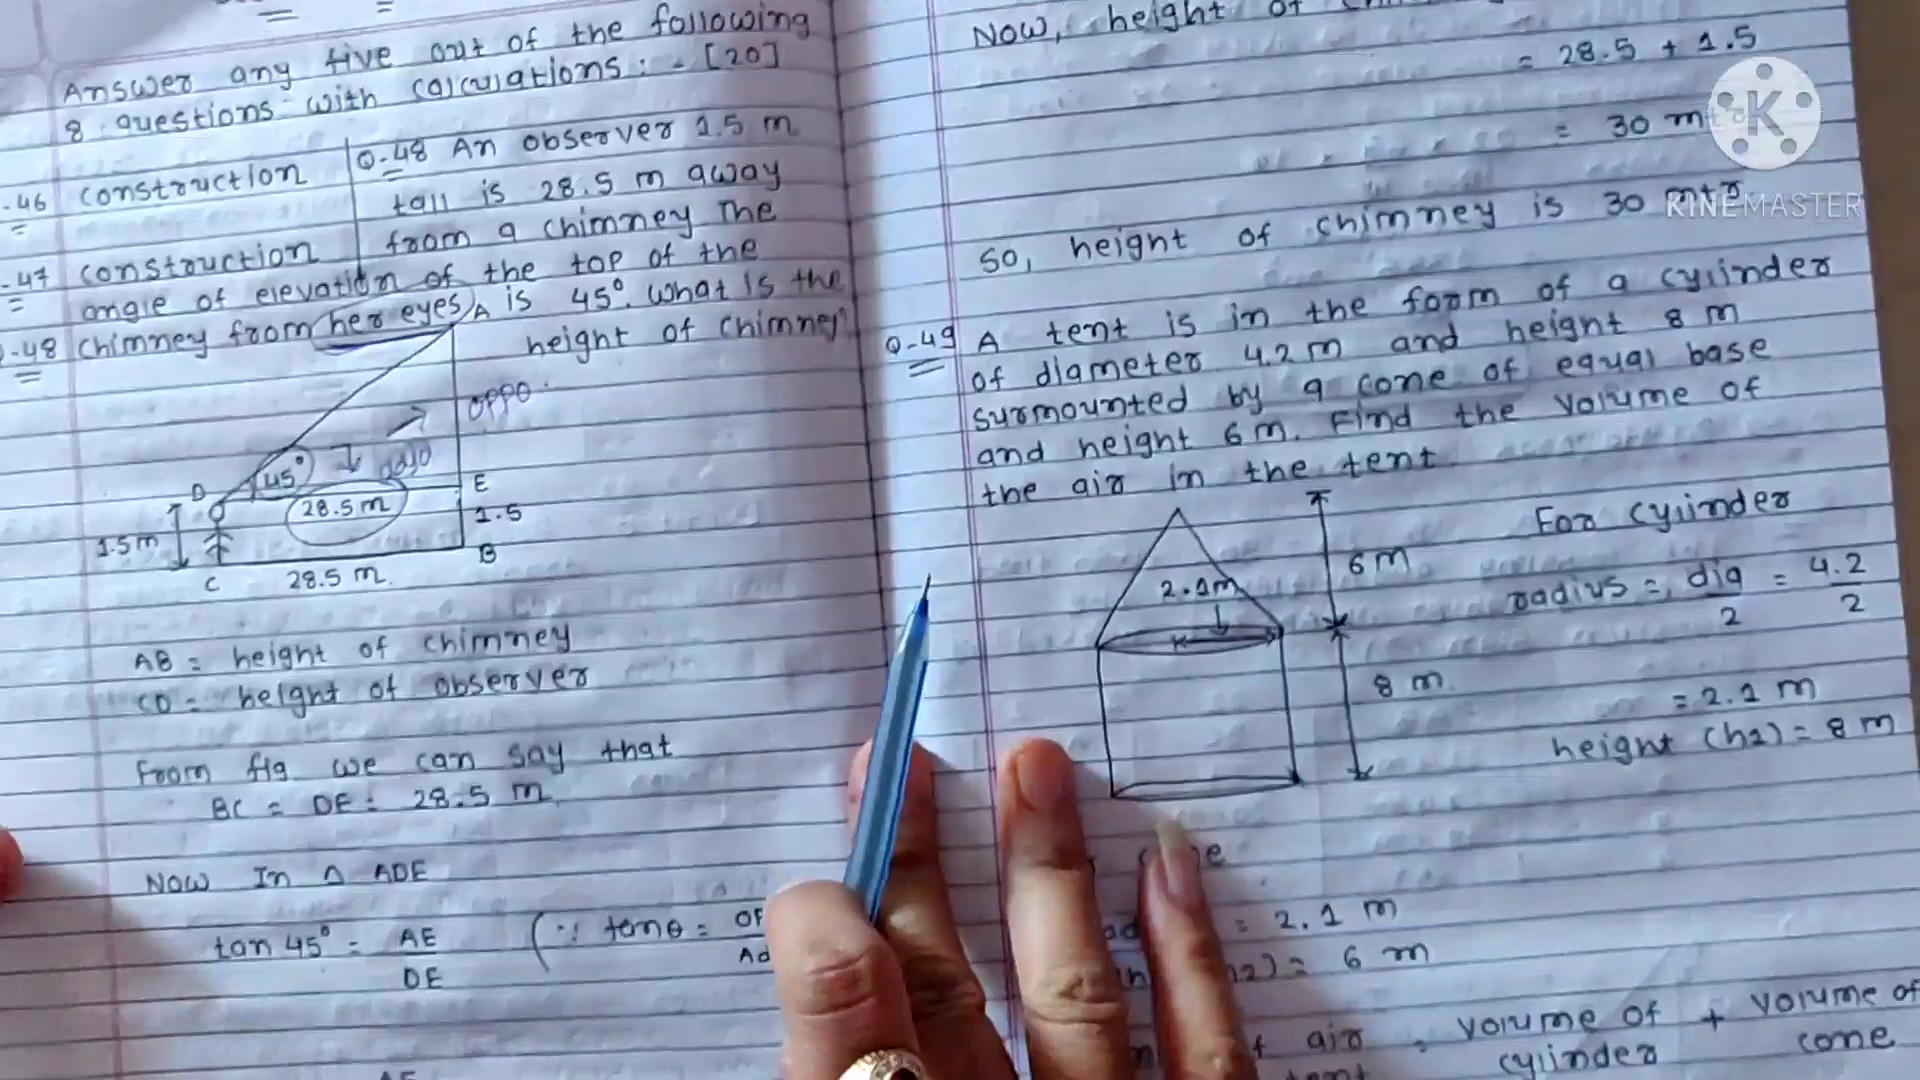 Answer any five out of the following
8 questions with calculations: - [20]
.46 construction
Q-48 An observer 1.5 m
tall is 28.5 m away
from a chimney The
.47 construction
angle of elevation of the top of the
-48 chimney from her eyes is 45°. What is the
height of chimney
A
oppo.
45°
D
E
28.5 m
1.5
1.5m
B
C
28.5 m.
AB = height of chimney
CD = height of observer
From fig we can say that
BC = DE = 28.5 m
Now In Δ ADE
tan 45° = AE
DE
(∵ tanθ =
Ad
Now, height of
= 28.5 + 1.5
= 30 mtr
So, height of chimney is 30 mtr.
Q-49 A tent is in the form of a cylinder
of diameter 4.2 m and height 8 m
surmounted by a cone of equal base
and height 6 m. Find the volume of
the air in the tent
6 m
2.1m
8 m
For cylinder
radius = dia = 4.2
2 2
= 2.1 m
height (h1) = 8 m
= 2.1 m
= 6 m
air = volume of + volume of
cylinder cone
tent
K
KINEMASTER